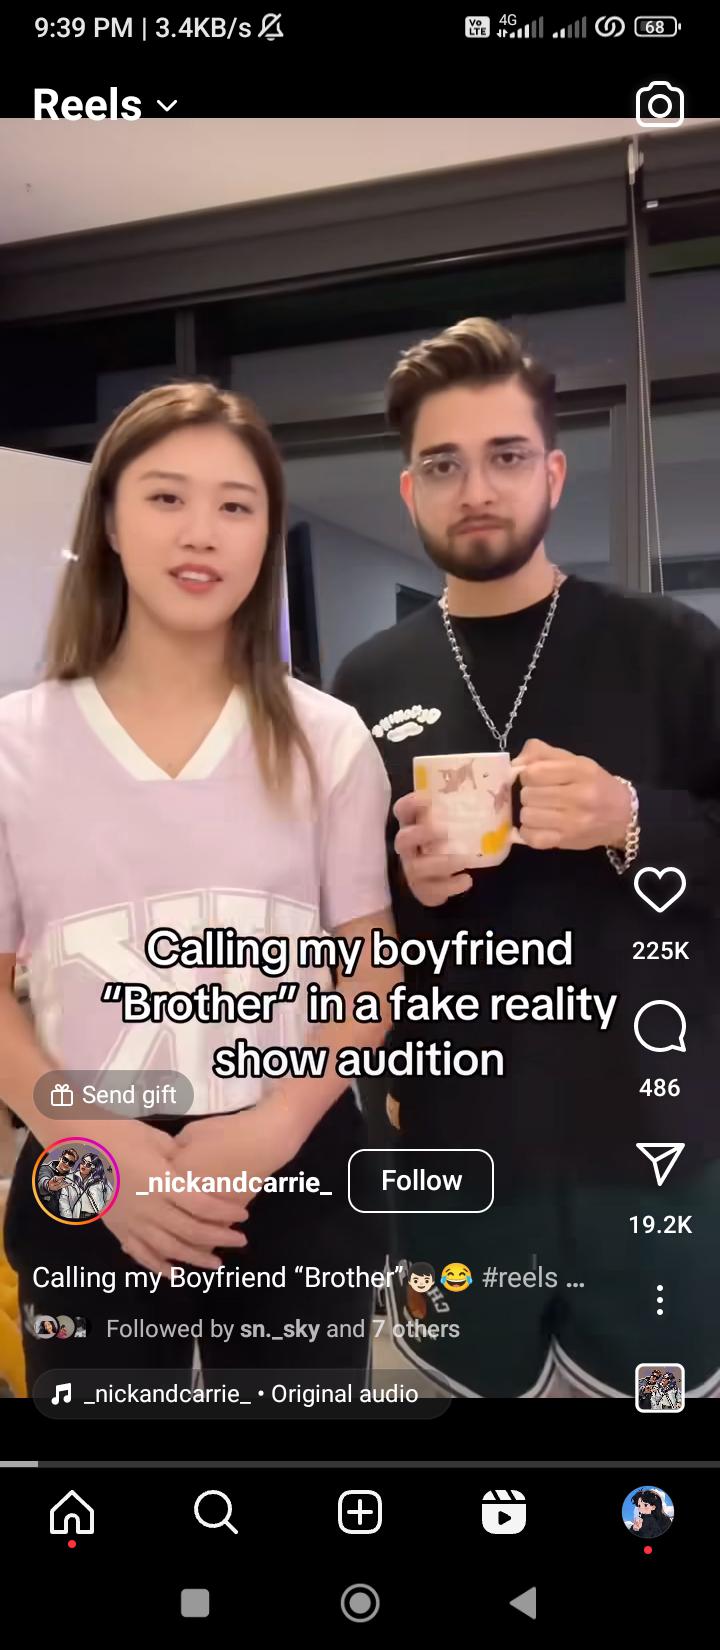 9:39 PM | 3.4KB/s
Vo LTE 4G 68
Reels
Calling my boyfriend
“Brother” in a fake reality
show audition
225K
486
19.2K
Send gift
_nickandcarrie_ Follow
Calling my Boyfriend “Brother”👦🏻😂 #reels ...
Followed by sn._sky and 7 others
_nickandcarrie_ • Original audio